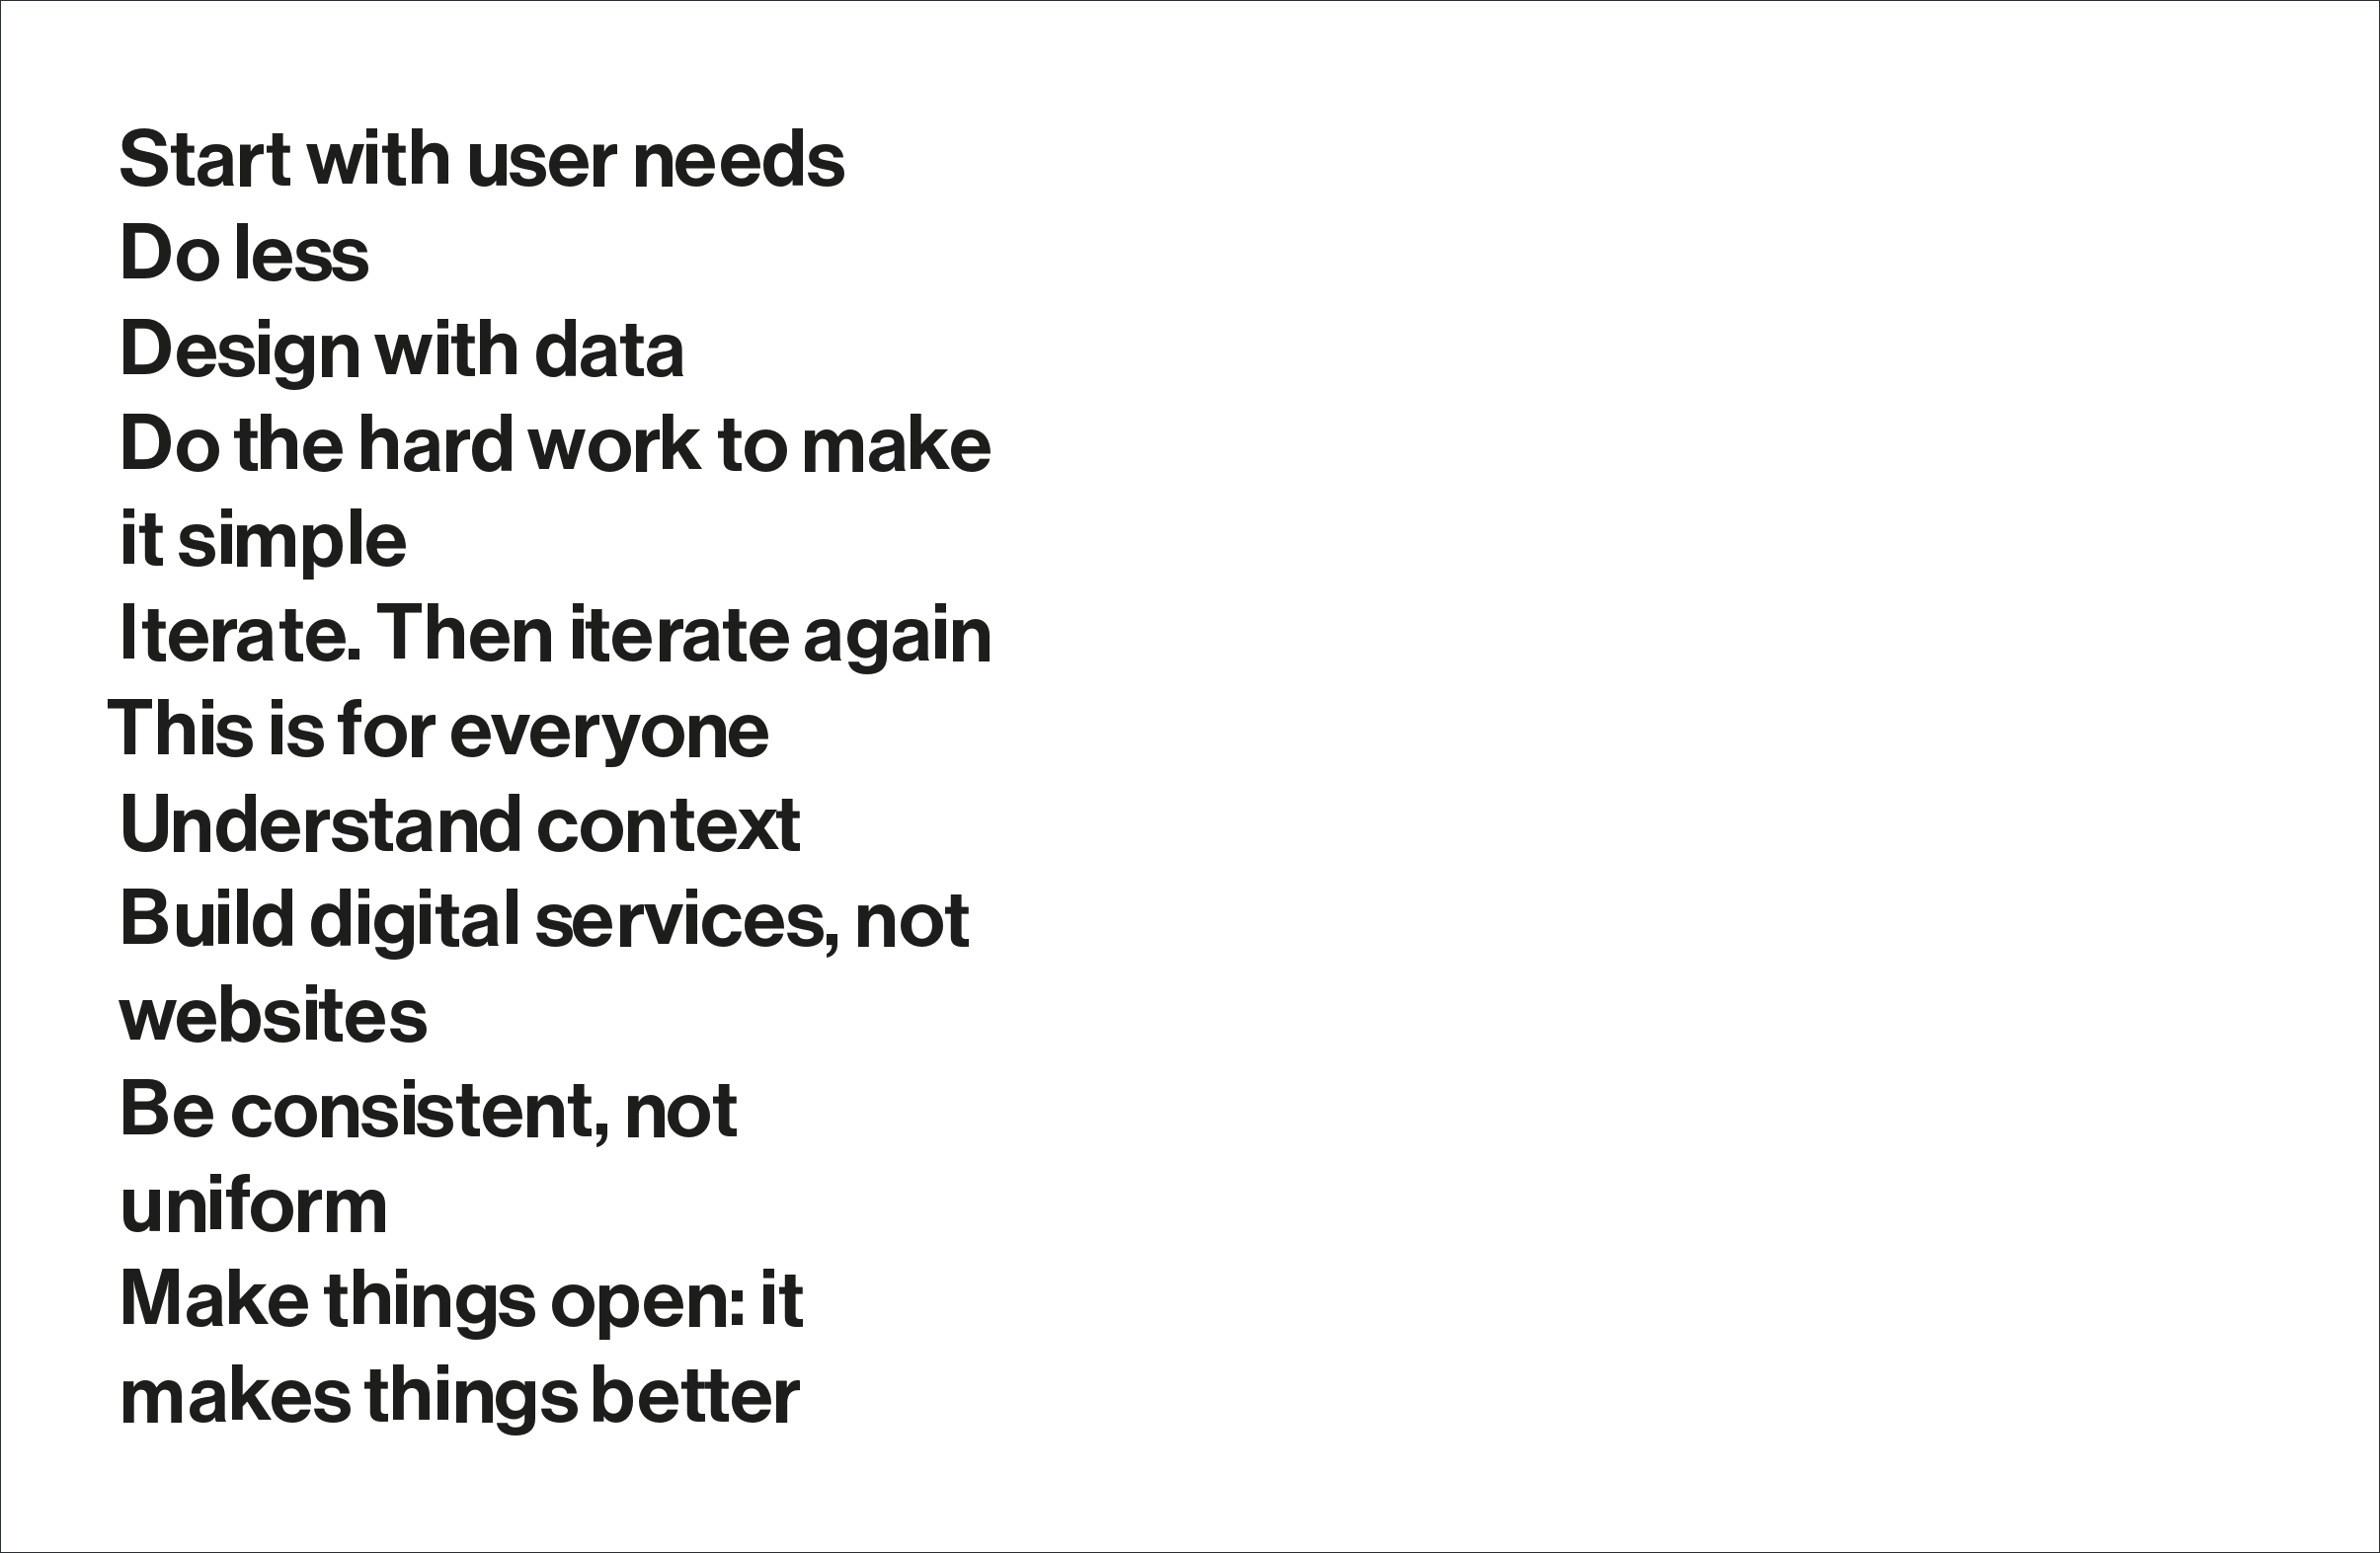 Start with user needs
Do less
Design with data
Do the hard work to make
it simple
Iterate. Then iterate again
This is for everyone
Understand context
Build digital services, not
websites
Be consistent, not
uniform
Make things open: it
makes things better